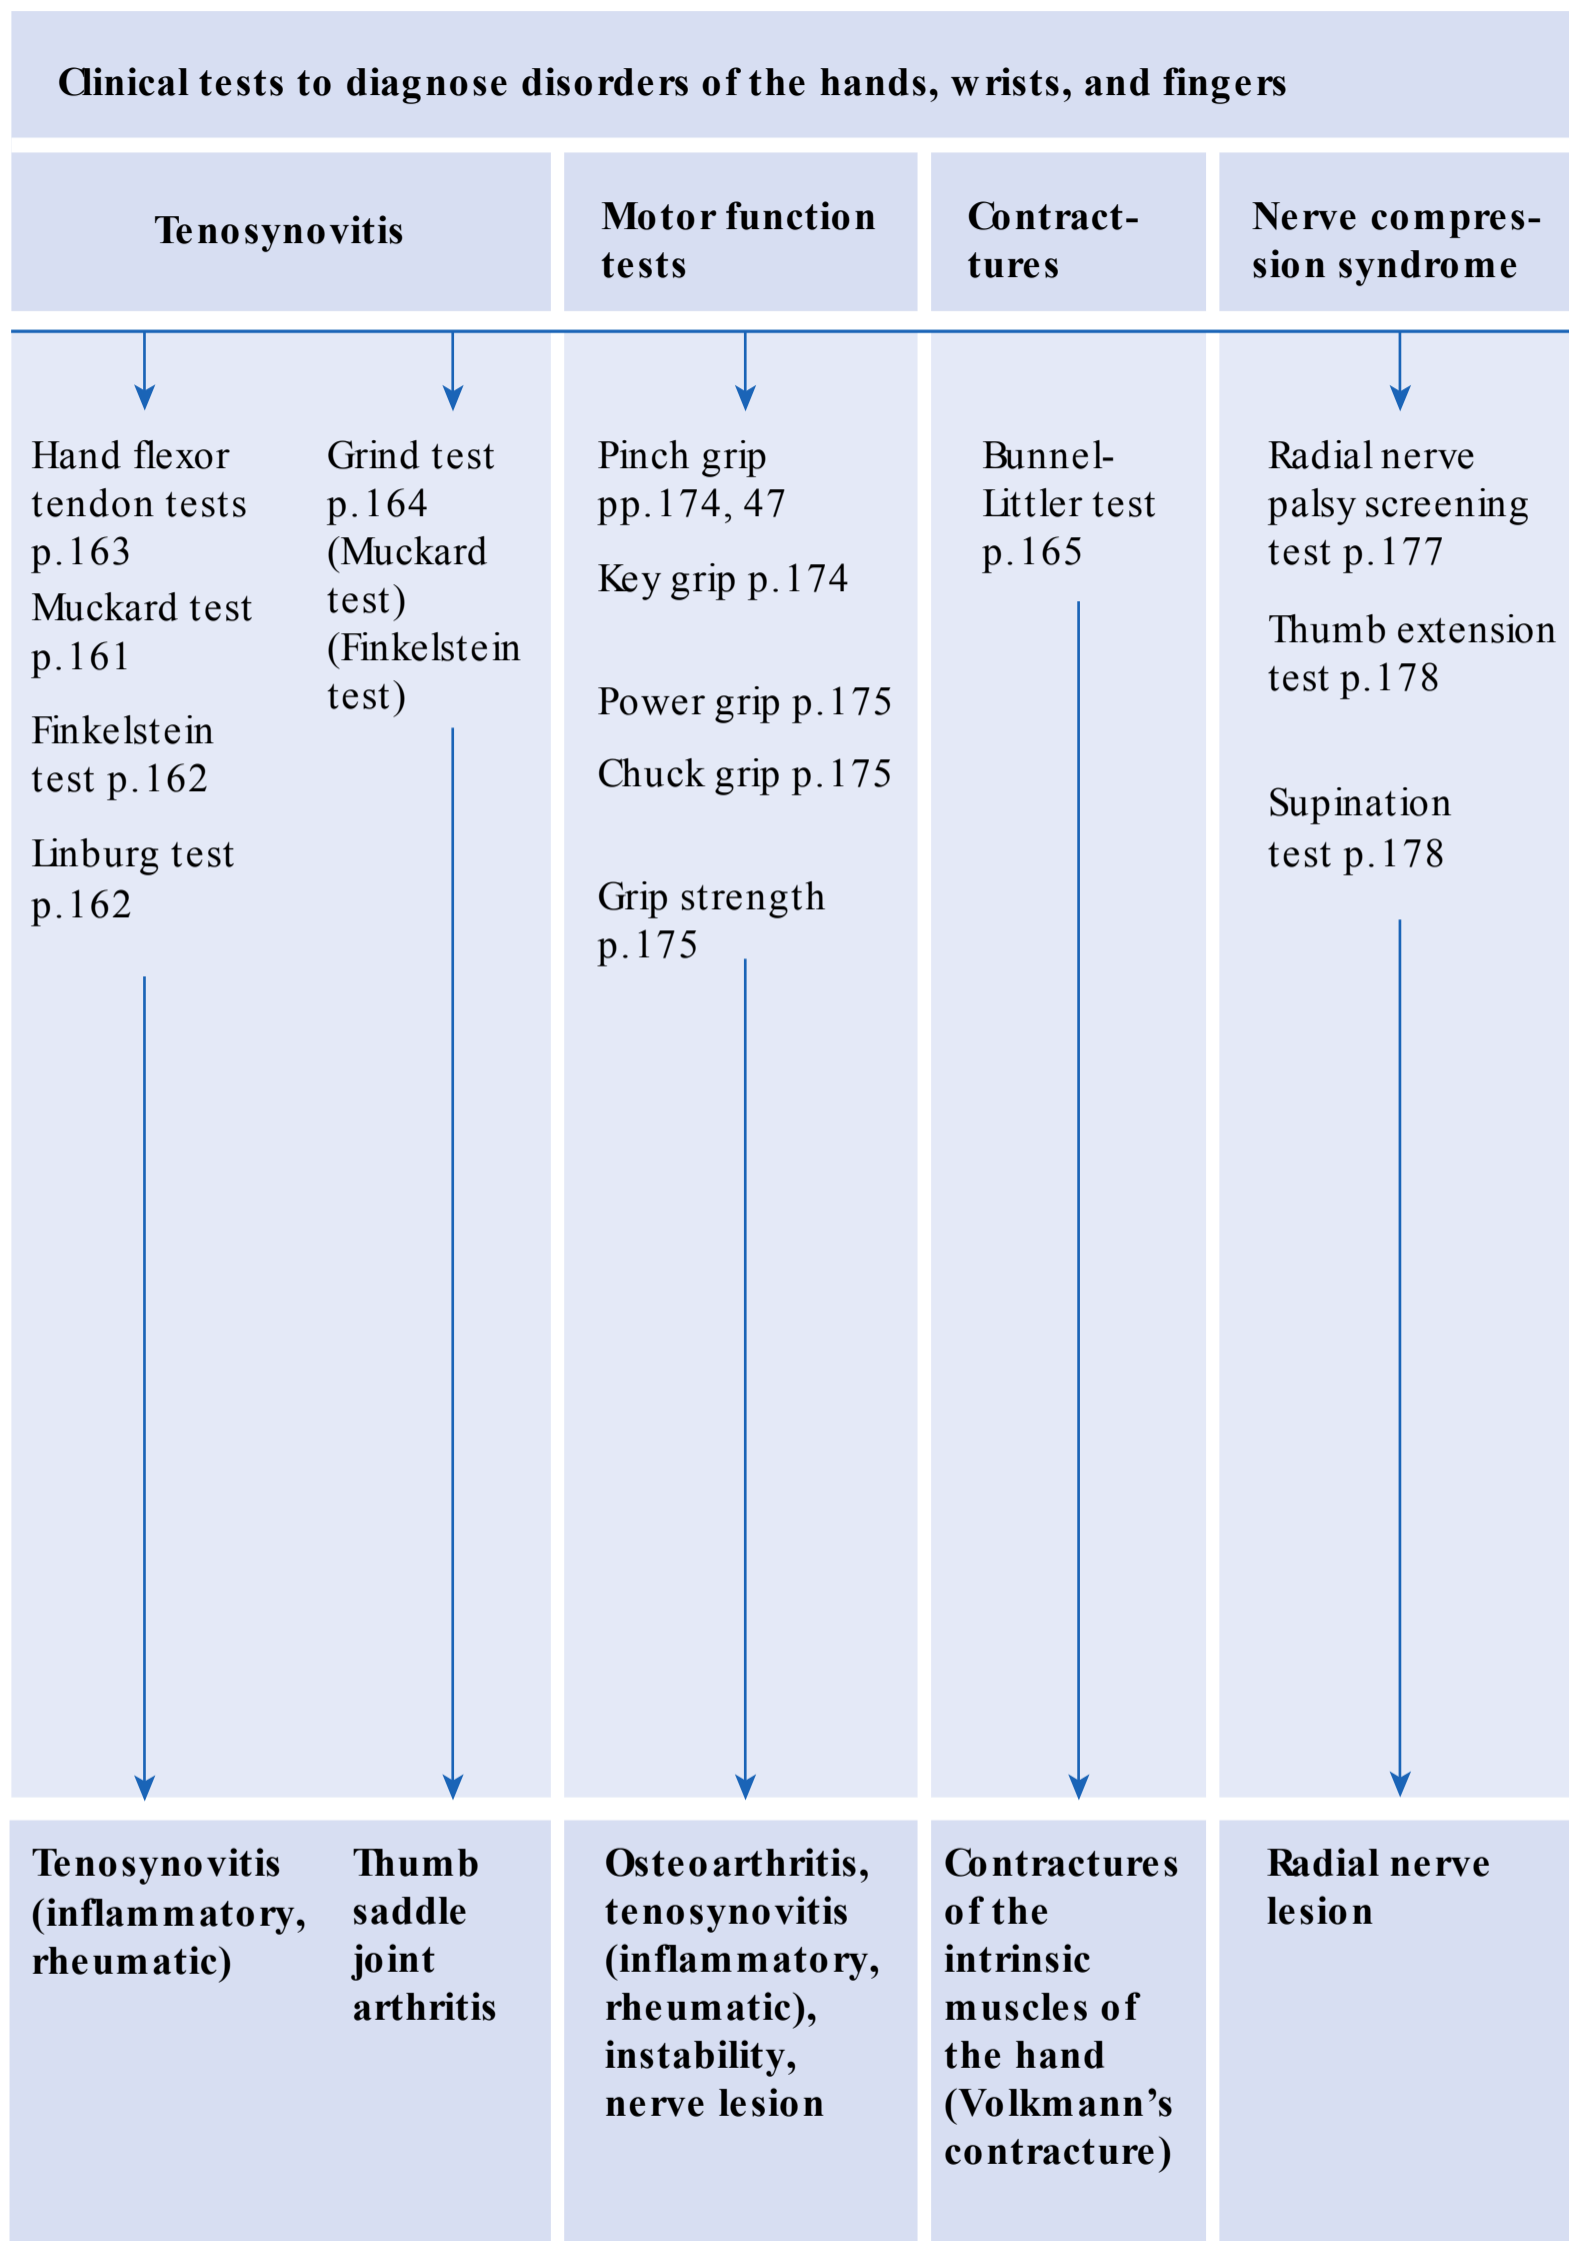 Clinical tests to diagnose disorders of the hands, wrists, and fingers
Tenosynovitis
Motor function
tests
Contract-
tures
Nerve compres-
sion syndrome
Hand flexor
tendon tests
p.163
Muckard test
p.161
Finkelstein
test p.162
Linburg test
p.162
Grind test
p.164
(Muckard
test)
(Finkelstein
test)
Pinch grip
pp.174, 47
Key grip p.174
Power grip p.175
Chuck grip p.175
Grip strength
p.175
Bunnel-
Littler test
p.165
Radial nerve
palsy screening
test p.177
Thumb extension
test p.178
Supination
test p.178
Tenosynovitis
(inflammatory,
rheumatic)
Thumb
saddle
joint
arthritis
Osteoarthritis,
tenosynovitis
(inflammatory,
rheumatic),
instability,
nerve lesion
Contractures
of the
intrinsic
muscles of
the hand
(Volkmann’s
contracture)
Radial nerve
lesion